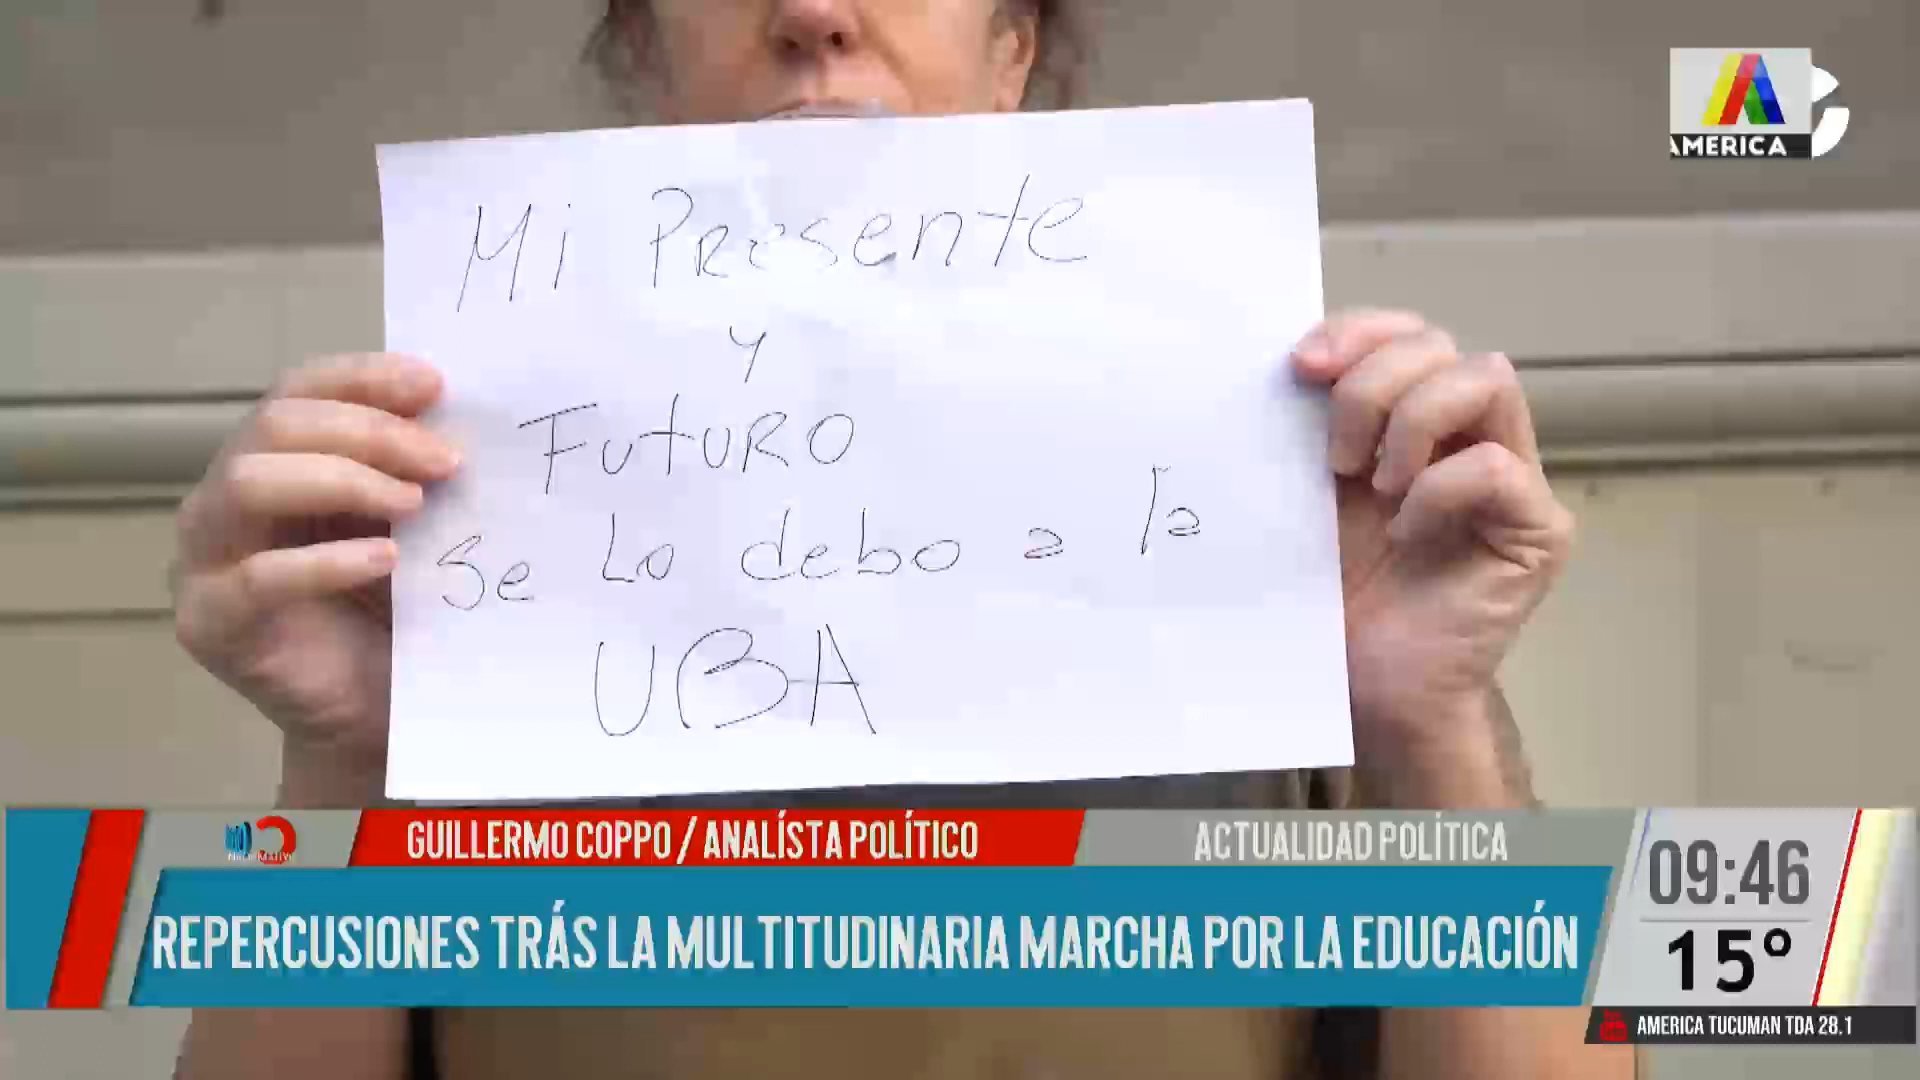 AMERICA
Mi Presente
y
Futuro
Se Lo debo a la
UBA
GUILLERMO COPPO / ANALÍSTA POLÍTICO
ACTUALIDAD POLÍTICA
REPERCUSIONES TRÁS LA MULTITUDINARIA MARCHA POR LA EDUCACIÓN
09:46
15°
AMERICA TUCUMAN TDA 28.1